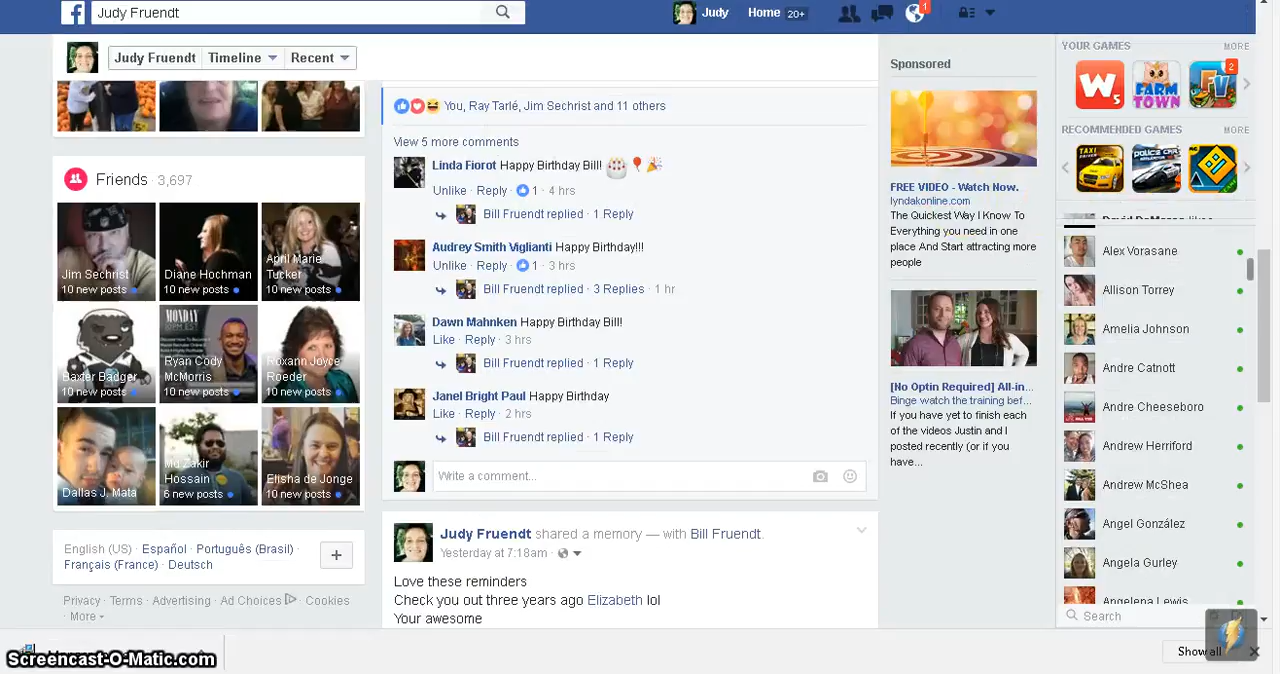 Judy Fruendt
Judy Home 20+ 1
Judy Fruendt Timeline Recent
Friends · 3,697
Jim Sechrist
10 new posts
Diane Hochman
10 new posts
April Marie
Tucker
10 new posts
Baxter Badger
10 new posts
MONDAY
Ryan Cody
McMorris
10 new posts
Roxann Joyce
Roeder
10 new posts
Dallas J. Mata
Md Zakir
Hossain
6 new posts
Elisha de Jonge
10 new posts
English (US) · Español · Português (Brasil) ·
Français (France) · Deutsch
+
Privacy · Terms · Advertising · Ad Choices · Cookies
· More
You, Ray Tarlé, Jim Sechrist and 11 others
View 5 more comments
Linda Fiorot Happy Birthday Bill!
Unlike · Reply · 1 · 4 hrs
Bill Fruendt replied · 1 Reply
Audrey Smith Viglianti Happy Birthday!!!
Unlike · Reply · 1 · 3 hrs
Bill Fruendt replied · 3 Replies · 1 hr
Dawn Mahnken Happy Birthday Bill!
Like · Reply · 3 hrs
Bill Fruendt replied · 1 Reply
Janel Bright Paul Happy Birthday
Like · Reply · 2 hrs
Bill Fruendt replied · 1 Reply
Write a comment...
Judy Fruendt shared a memory — with Bill Fruendt.
Yesterday at 7:18am ·
Love these reminders
Check you out three years ago Elizabeth lol
Your awesome
Sponsored
FREE VIDEO - Watch Now.
lyndakonline.com
The Quickest Way I Know To
Everything you need in one
place And Start attracting more
people
[No Optin Required] All-in...
Binge watch the training bef...
If you have yet to finish each
of the videos Justin and I
posted recently (or if you
have...
YOUR GAMES MORE
W5
FARM
TOWN
FV
2
RECOMMENDED GAMES MORE
TAXI
POLICE CAR
Alex Vorasane
Allison Torrey
Amelia Johnson
Andre Catnott
Andre Cheeseboro
Andrew Herriford
Andrew McShea
Angel González
Angela Gurley
Angelena Lewis
Search
Show all
Screencast-O-Matic.com